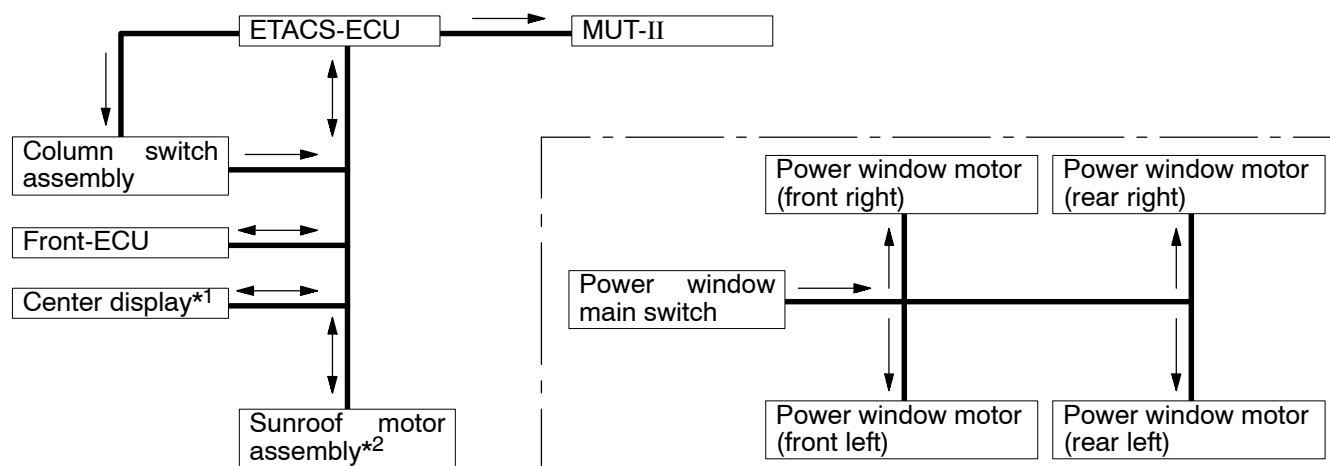 ETACS-ECU
MUT-II
Column switch
assembly
Front-ECU
Center display*1
Sunroof motor
assembly*2
Power window motor
(front right)
Power window motor
(rear right)
Power window
main switch
Power window motor
(front left)
Power window motor
(rear left)